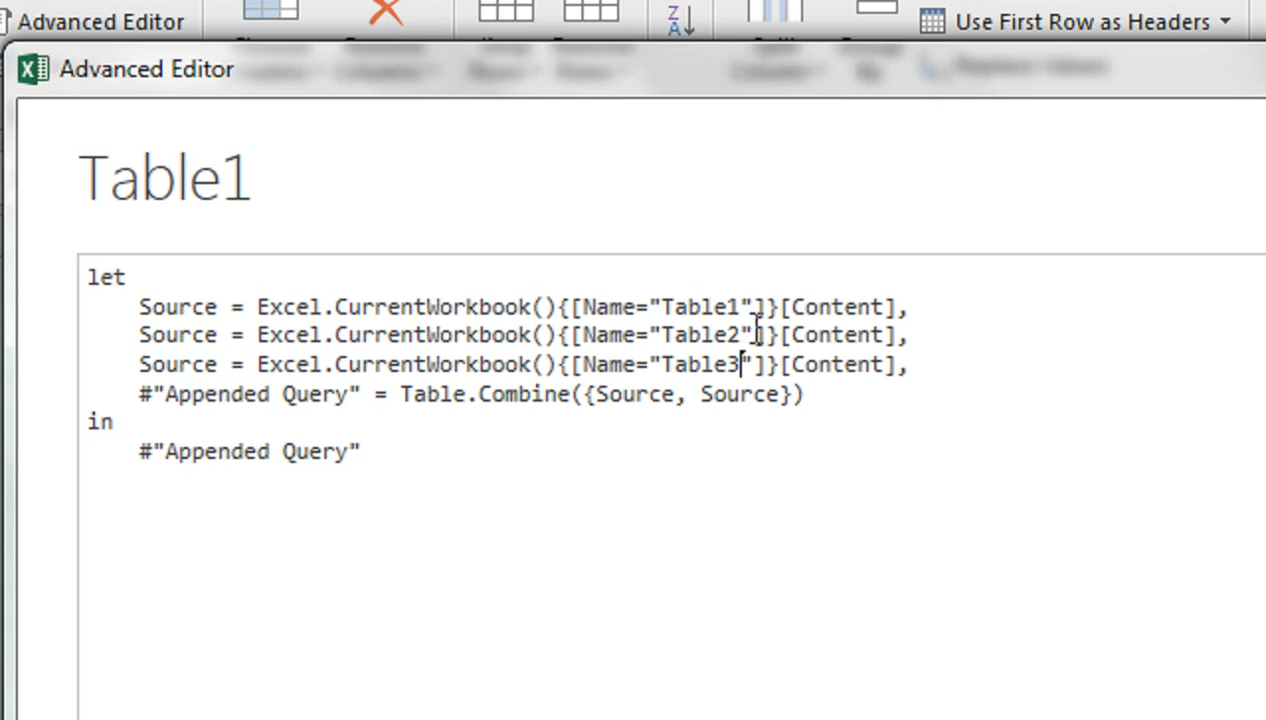 Advanced Editor
Z
A
Use First Row as Headers
Advanced Editor
Replace Values
Table1
let
Source = Excel.CurrentWorkbook(){[Name="Table1"]}[Content],
Source = Excel.CurrentWorkbook(){[Name="Table2"]}[Content],
Source = Excel.CurrentWorkbook(){[Name="Table3"]}[Content],
#"Appended Query" = Table.Combine({Source, Source})
in
#"Appended Query"